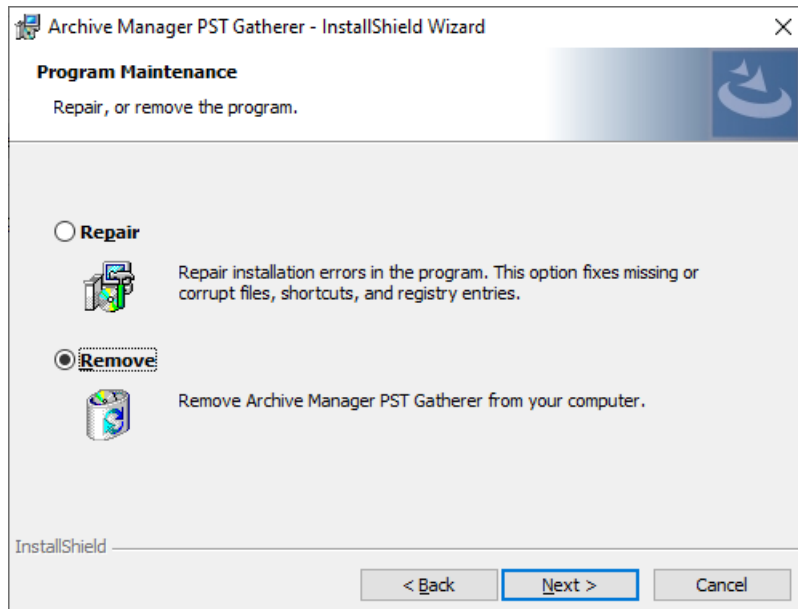 Archive Manager PST Gatherer - InstallShield Wizard
Program Maintenance
Repair, or remove the program.
Repair
Repair installation errors in the program. This option fixes missing or
corrupt files, shortcuts, and registry entries.
Remove
Remove Archive Manager PST Gatherer from your computer.
InstallShield
< Back
Next >
Cancel